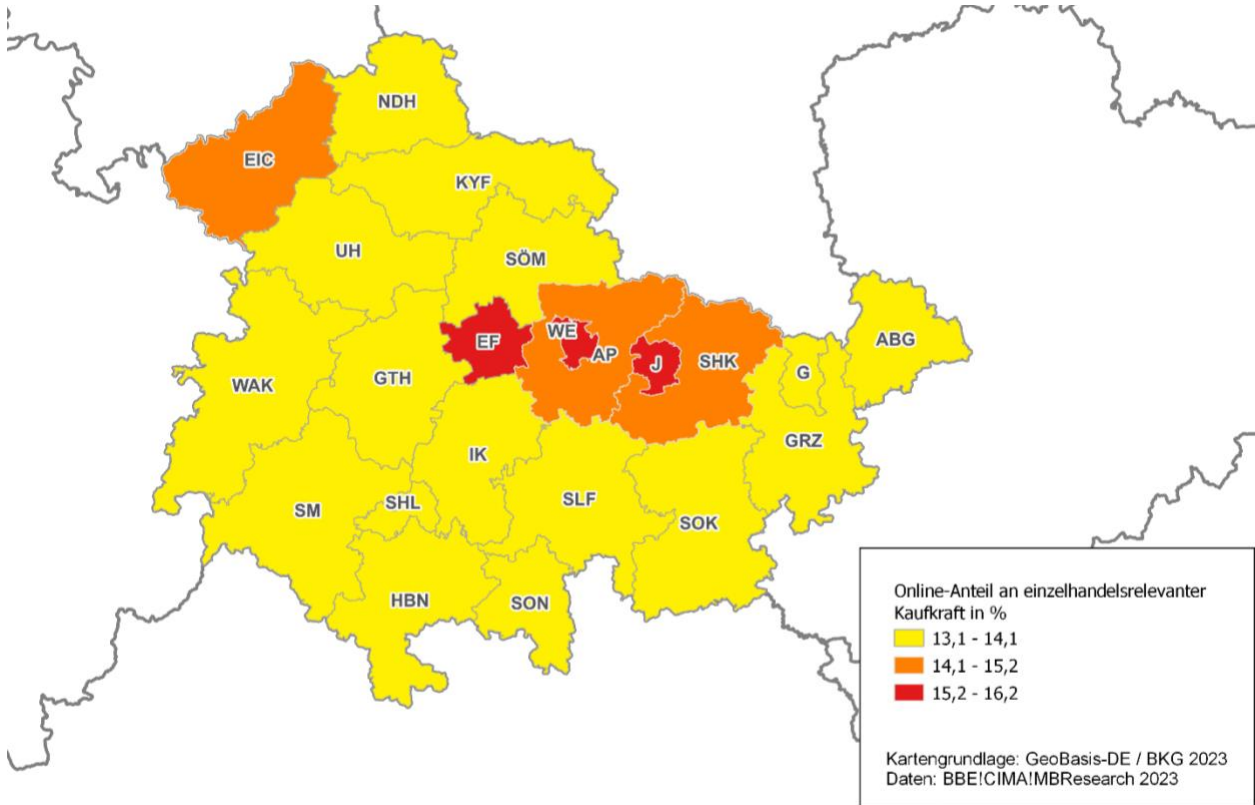 NDH
EIC
KYF
UH
SÖM
WE
EF
AP
J
SHK
ABG
G
WAK
GTH
GRZ
IK
SHL
SLF
SM
SOK
HBN
SON
Online-Anteil an einzelhandelsrelevanter
Kaufkraft in %
13,1 - 14,1
14,1 - 15,2
15,2 - 16,2
Kartengrundlage: GeoBasis-DE / BKG 2023
Daten: BBE!CIMA!MBResearch 2023